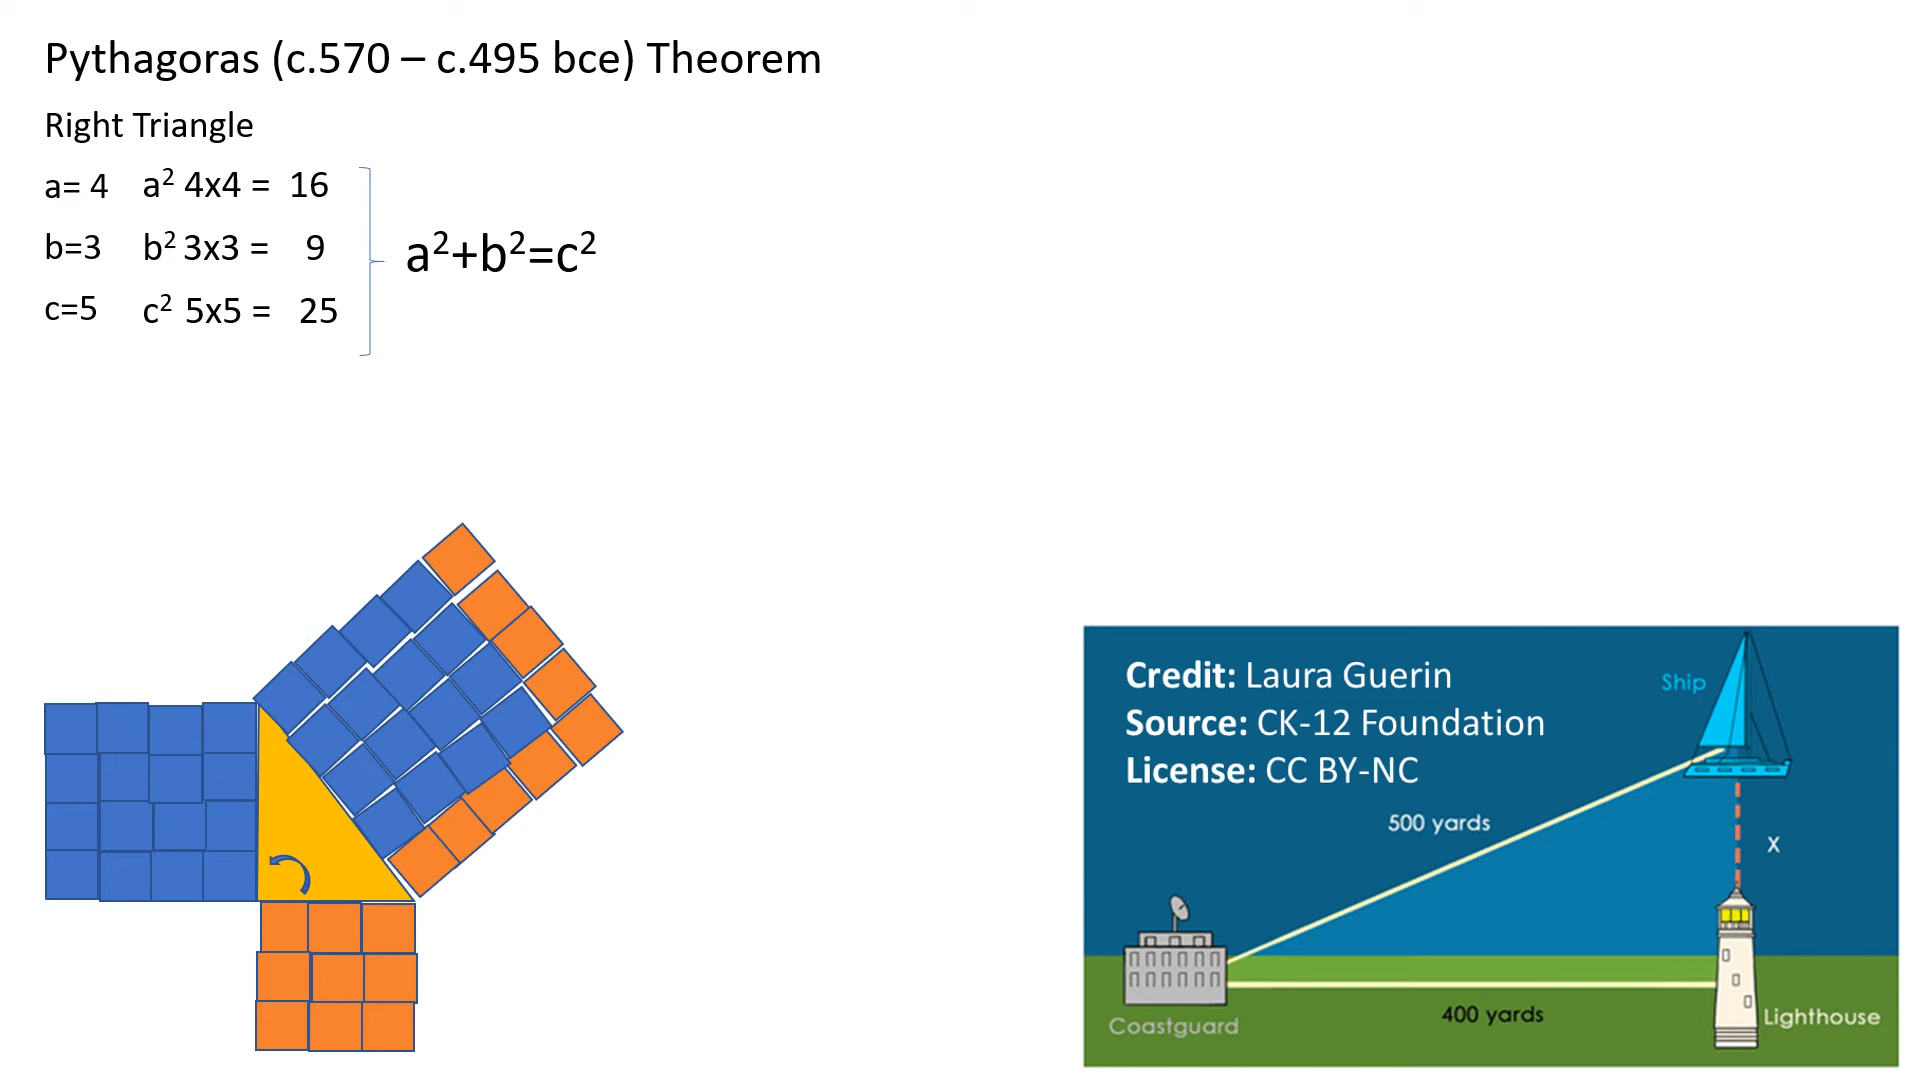 Pythagoras (c.570 – c.495 bce) Theorem
Right Triangle
a= 4 a² 4x4 = 16
b=3 b² 3x3 = 9
c=5 c² 5x5 = 25
a²+b²=c²
Credit: Laura Guerin
Source: CK-12 Foundation
License: CC BY-NC
Ship
500 yards
x
400 yards
Coastguard
Lighthouse